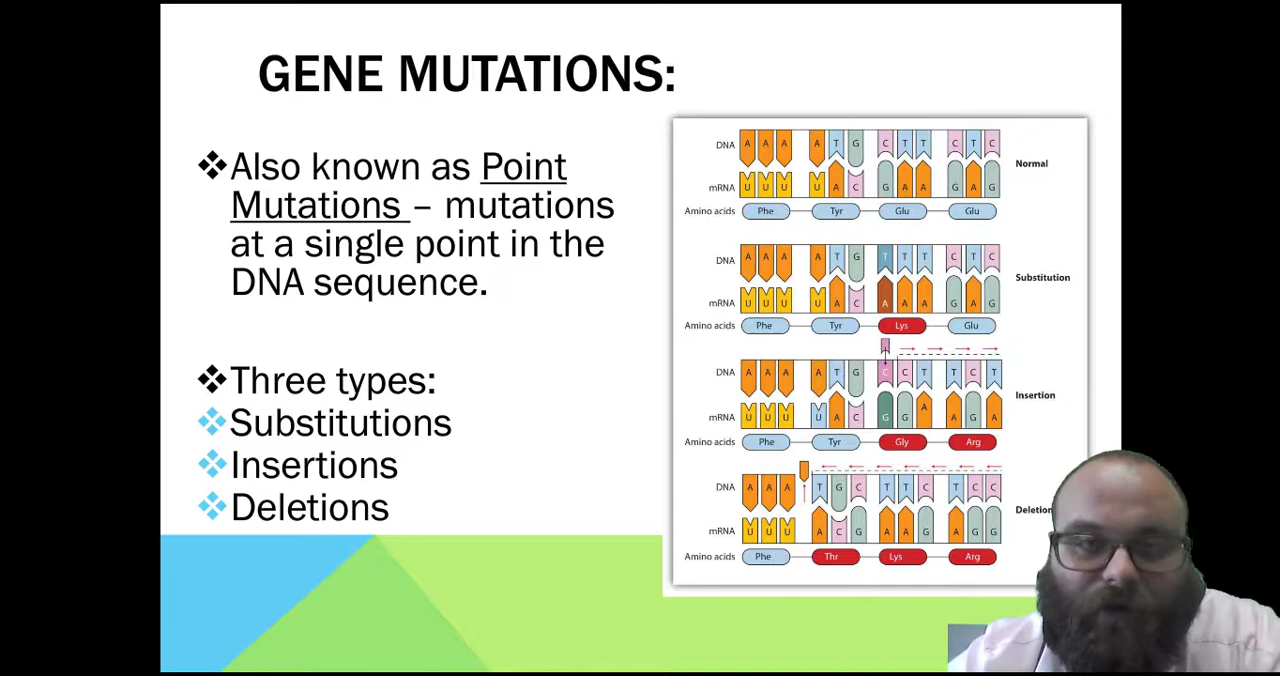 GENE MUTATIONS:
❖Also known as Point
Mutations – mutations
at a single point in the
DNA sequence.
❖Three types:
❖Substitutions
❖Insertions
❖Deletions
DNA A A A A T G C T T C T C
Normal
mRNA U U U U A C G A A G A G
Amino acids Phe Tyr Glu Glu
DNA A A A A T G T T T C T C
Substitution
mRNA U U U U A C A A A G A G
Amino acids Phe Tyr Lys Glu
DNA A A A A T G C C T T C T
Insertion
mRNA U U U U A C G G A A G A
Amino acids Phe Tyr Gly Arg
DNA A A A T G C T T C T C C
Deletion
mRNA U U U A C G A A G A G G
Amino acids Phe Thr Lys Arg